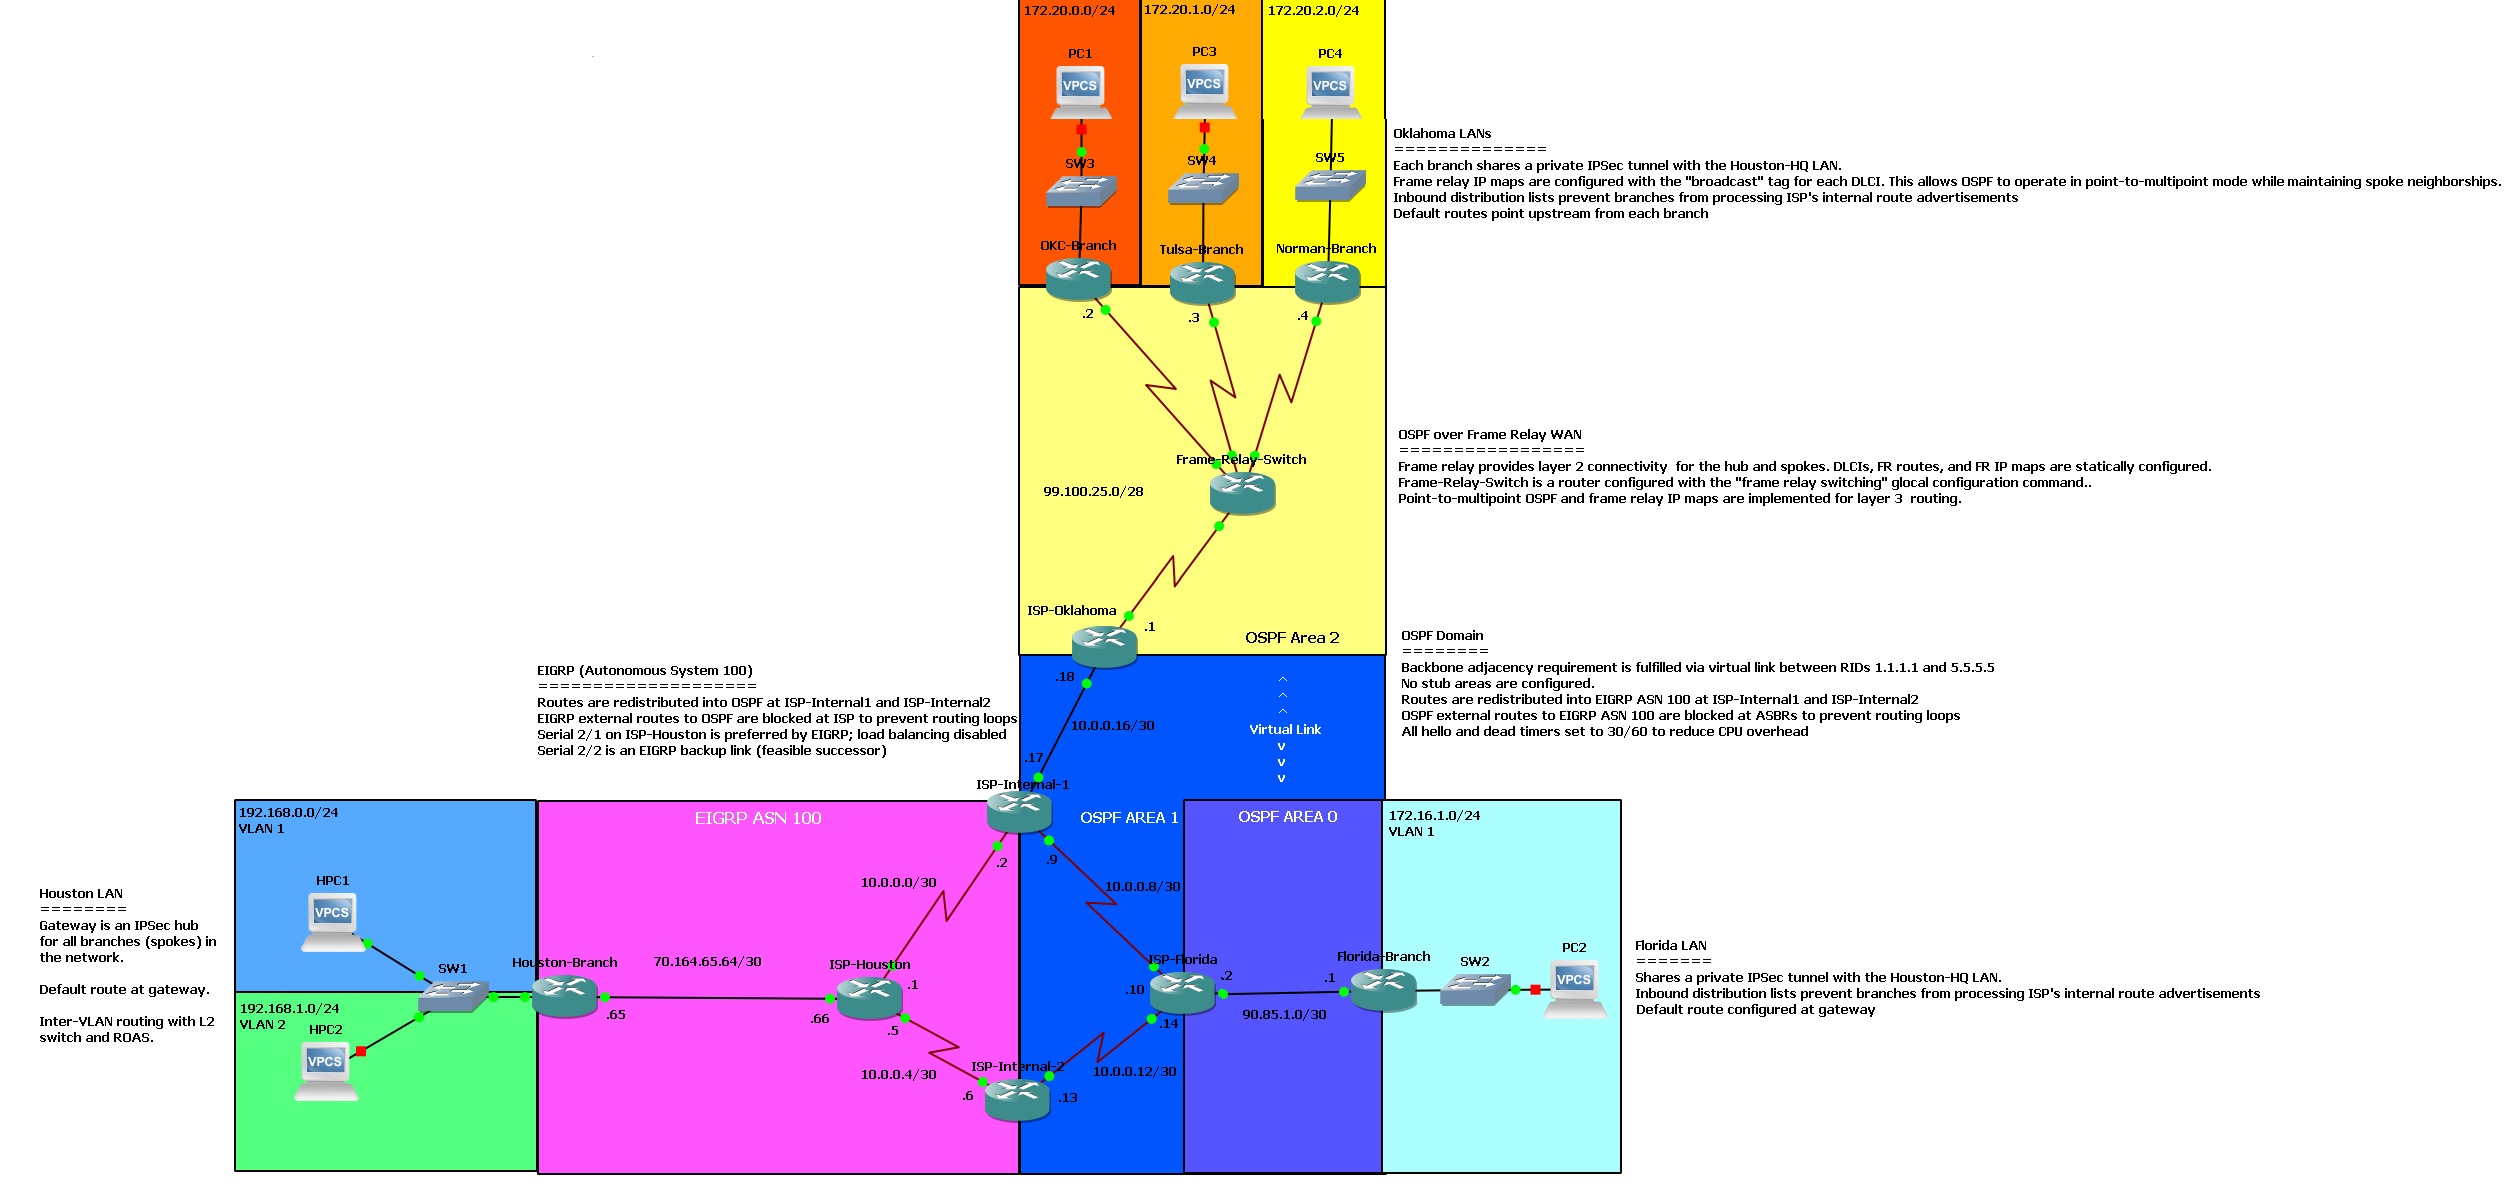 172.20.0.0/24
172.20.1.0/24
172.20.2.0/24
PC1
PC3
PC4
VPCS
VPCS
VPCS
SW3
SW4
SW5
OKC-Branch
Tulsa-Branch
Norman-Branch
.2
.3
.4
Oklahoma LANs
==============
Each branch shares a private IPSec tunnel with the Houston-HQ LAN.
Frame relay IP maps are configured with the "broadcast" tag for each DLCI. This allows OSPF to operate in point-to-multipoint mode while maintaining spoke neighborships.
Inbound distribution lists prevent branches from processing ISP's internal route advertisements
Default routes point upstream from each branch
Frame-Relay-Switch
99.100.25.0/28
OSPF over Frame Relay WAN
=================
Frame relay provides layer 2 connectivity  for the hub and spokes. DLCIs, FR routes, and FR IP maps are statically configured.
Frame-Relay-Switch is a router configured with the "frame relay switching" glocal configuration command..
Point-to-multipoint OSPF and frame relay IP maps are implemented for layer 3  routing.
ISP-Oklahoma
.1
OSPF Area 2
OSPF Domain
========
Backbone adjacency requirement is fulfilled via virtual link between RIDs 1.1.1.1 and 5.5.5.5
No stub areas are configured.
Routes are redistributed into EIGRP ASN 100 at ISP-Internal1 and ISP-Internal2
OSPF external routes to EIGRP ASN 100 are blocked at ASBRs to prevent routing loops
All hello and dead timers set to 30/60 to reduce CPU overhead
EIGRP (Autonomous System 100)
====================
Routes are redistributed into OSPF at ISP-Internal1 and ISP-Internal2
EIGRP external routes to OSPF are blocked at ISP to prevent routing loops
Serial 2/1 on ISP-Houston is preferred by EIGRP; load balancing disabled
Serial 2/2 is an EIGRP backup link (feasible successor)
.18
10.0.0.16/30
^
^
^
Virtual Link
v
v
v
.17
ISP-Internal-1
192.168.0.0/24
VLAN 1
EIGRP ASN 100
OSPF AREA 1
OSPF AREA 0
172.16.1.0/24
VLAN 1
.2
.9
10.0.0.0/30
10.0.0.8/30
HPC1
VPCS
Houston LAN
========
Gateway is an IPSec hub
for all branches (spokes) in
the network.
Default route at gateway.
Inter-VLAN routing with L2
switch and ROAS.
SW1
Houston-Branch
70.164.65.64/30
ISP-Houston
.1
.65
.66
.5
ISP-Florida
.10
.2
.14
90.85.1.0/30
.1
Florida-Branch
SW2
PC2
VPCS
Florida LAN
=======
Shares a private IPSec tunnel with the Houston-HQ LAN.
Inbound distribution lists prevent branches from processing ISP's internal route advertisements
Default route configured at gateway
192.168.1.0/24
VLAN 2
HPC2
VPCS
10.0.0.4/30
ISP-Internal-2
10.0.0.12/30
.6
.13